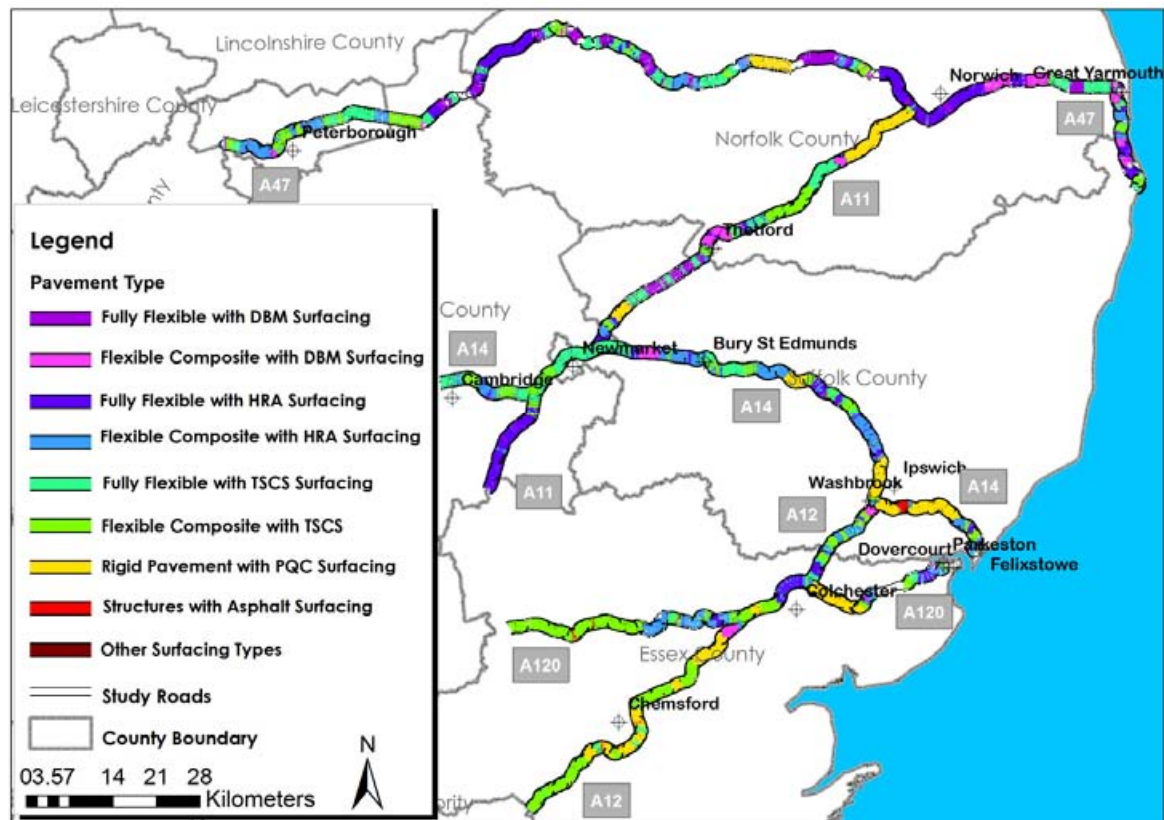 Lincolnshire County
Leicestershire County
Peterborough
A47
Norwich
Great Yarmouth
A47
Norfolk County
A11
Thetford
County
A14
Cambridge
Newmarket
Bury St Edmunds
Suffolk County
A14
A11
Ipswich
Washbrook
A14
A12
Dovercourt
Parkeston
Felixstowe
Colchester
A120
A120
Essex County
Chemsford
A12
Legend
Pavement Type
Fully Flexible with DBM Surfacing
Flexible Composite with DBM Surfacing
Fully Flexible with HRA Surfacing
Flexible Composite with HRA Surfacing
Fully Flexible with TSCS Surfacing
Flexible Composite with TSCS
Rigid Pavement with PQC Surfacing
Structures with Asphalt Surfacing
Other Surfacing Types
Study Roads
County Boundary
N
03.57 14 21 28
Kilometers